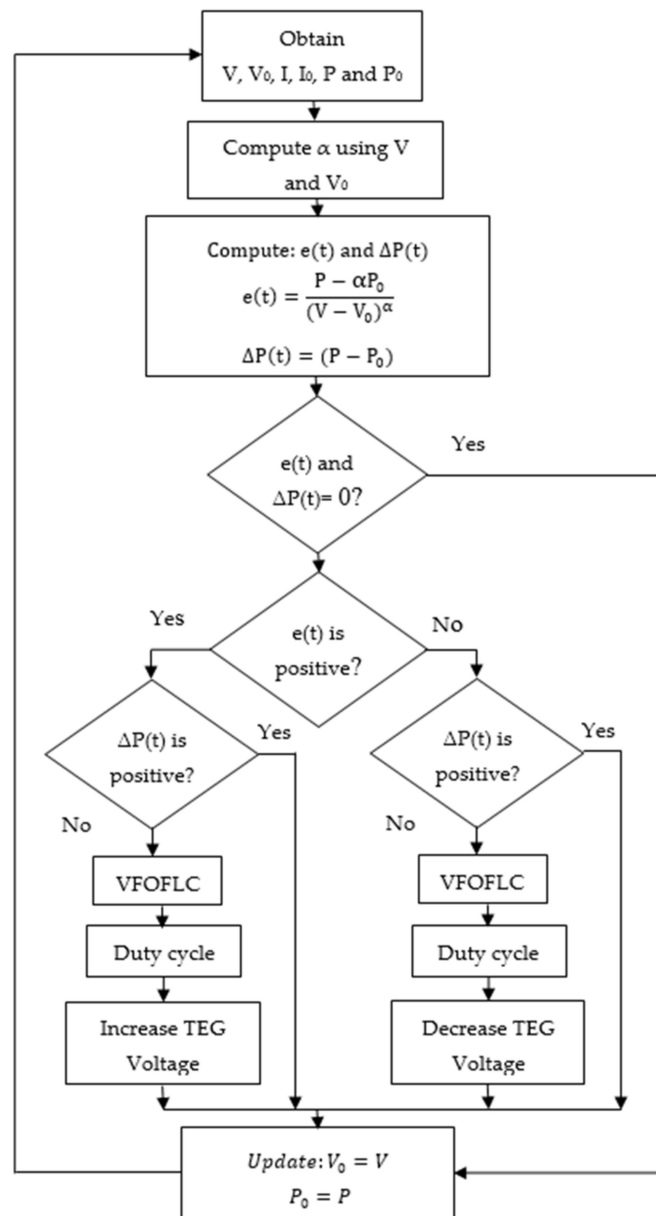 Obtain
V, V₀, I, I₀, P and P₀
Compute α using V
and V₀
Compute: e(t) and ΔP(t)
e(t) = (P − αP₀)/(V − V₀)^α
ΔP(t) = (P − P₀)
Yes
e(t) and
ΔP(t)= 0?
Yes
No
e(t) is
positive?
Yes
Yes
ΔP(t) is
positive?
ΔP(t) is
positive?
No
No
VFOFLC
VFOFLC
Duty cycle
Duty cycle
Increase TEG
Voltage
Decrease TEG
Voltage
Update: V₀ = V
P₀ = P